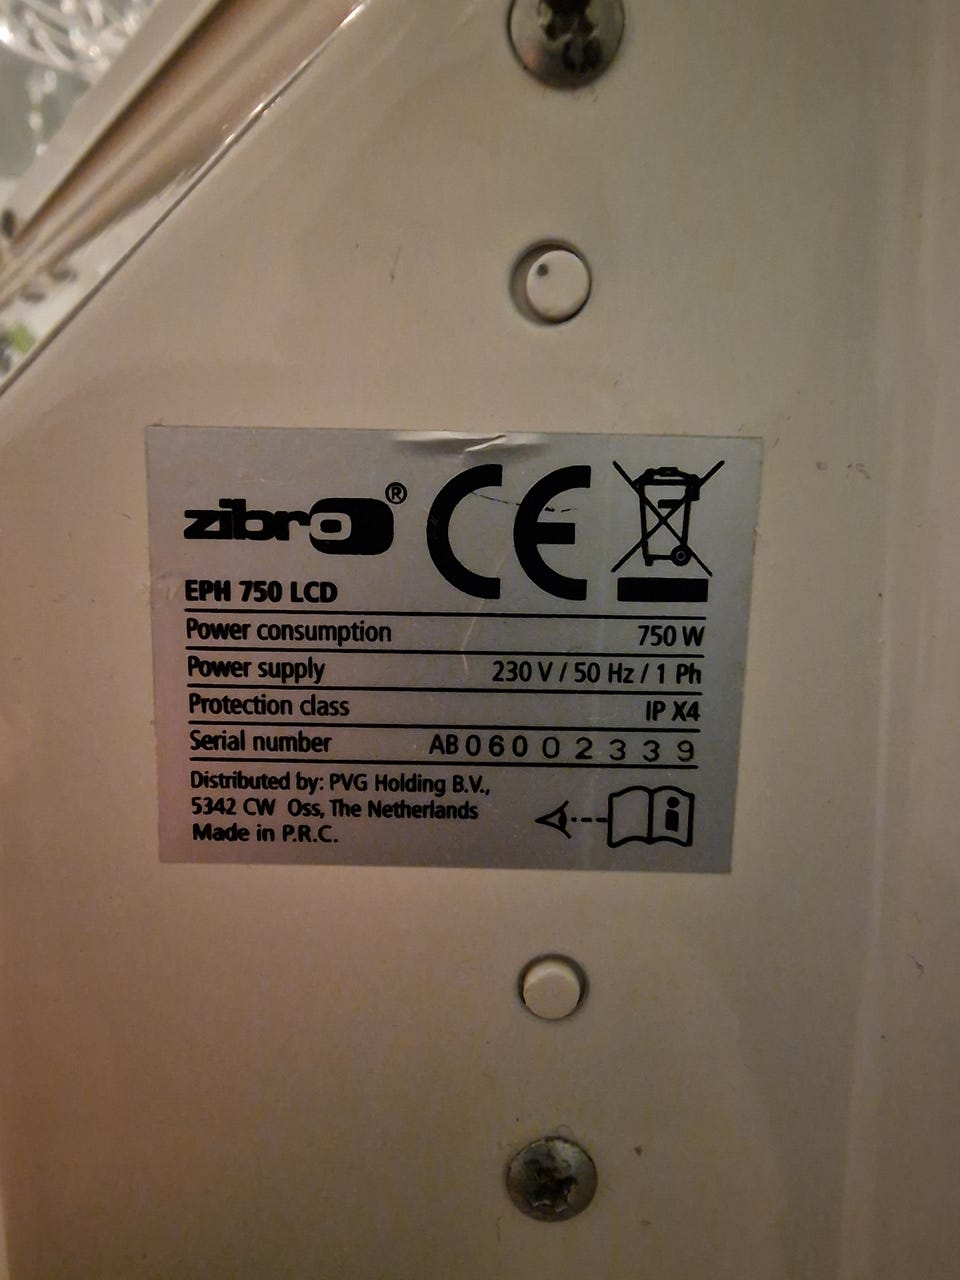 zibro®
CE
EPH 750 LCD
Power consumption 750 W
Power supply 230 V / 50 Hz / 1 Ph
Protection class IP X4
Serial number AB06002339
Distributed by: PVG Holding B.V.,
5342 CW Oss, The Netherlands
Made in P.R.C.
i